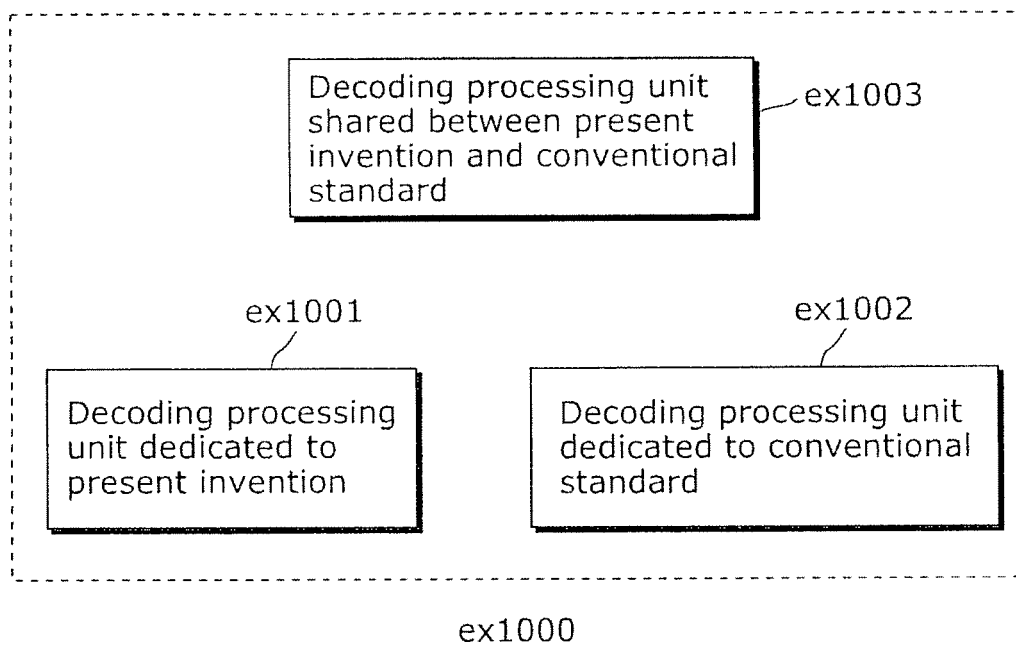 Decoding processing unit
shared between present
invention and conventional
standard
ex1003
ex1001
Decoding processing
unit dedicated to
present invention
ex1002
Decoding processing unit
dedicated to conventional
standard
ex1000